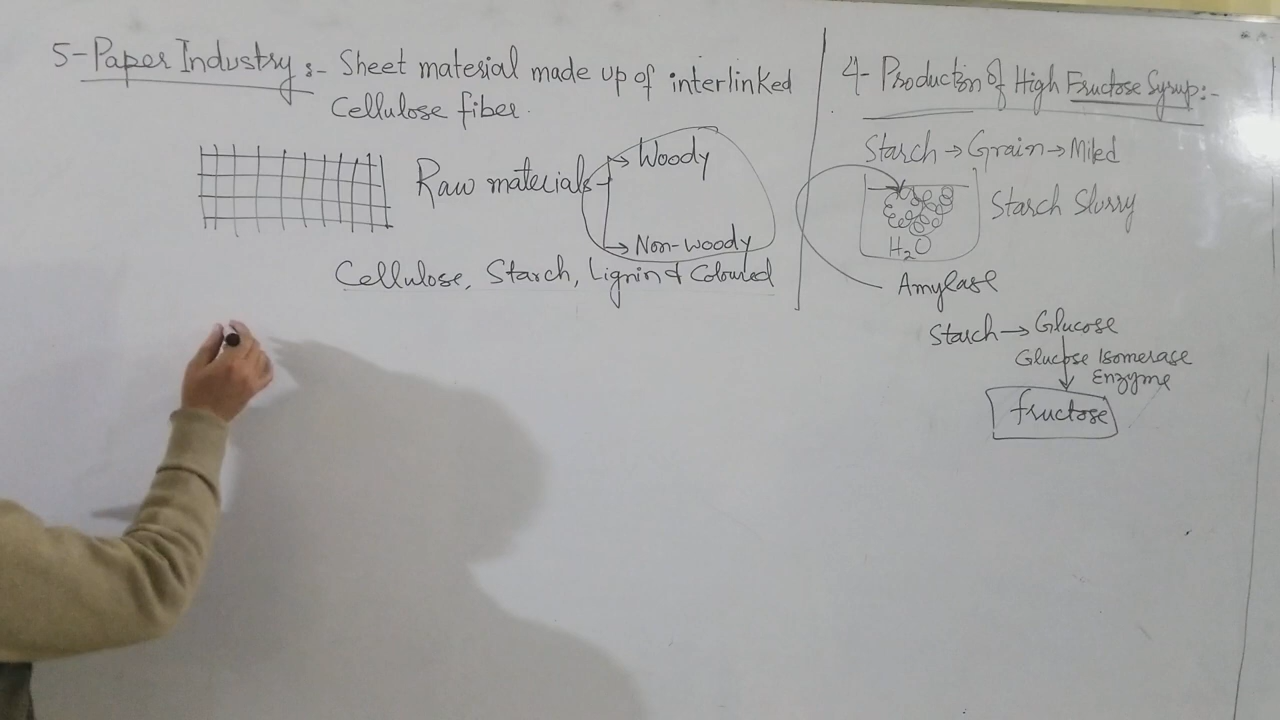 5-Paper Industry :- Sheet material made up of interlinked
Cellulose fiber.
Raw materials
Woody
Non-woody
Cellulose, Starch, Lignin & Coloured
4- Production of High Fructose Syrup:-
Starch → Grain → Miled
Starch Slurry
H₂O
Amylase
Starch → Glucose
Glucose Isomerase
Enzyme
fructose